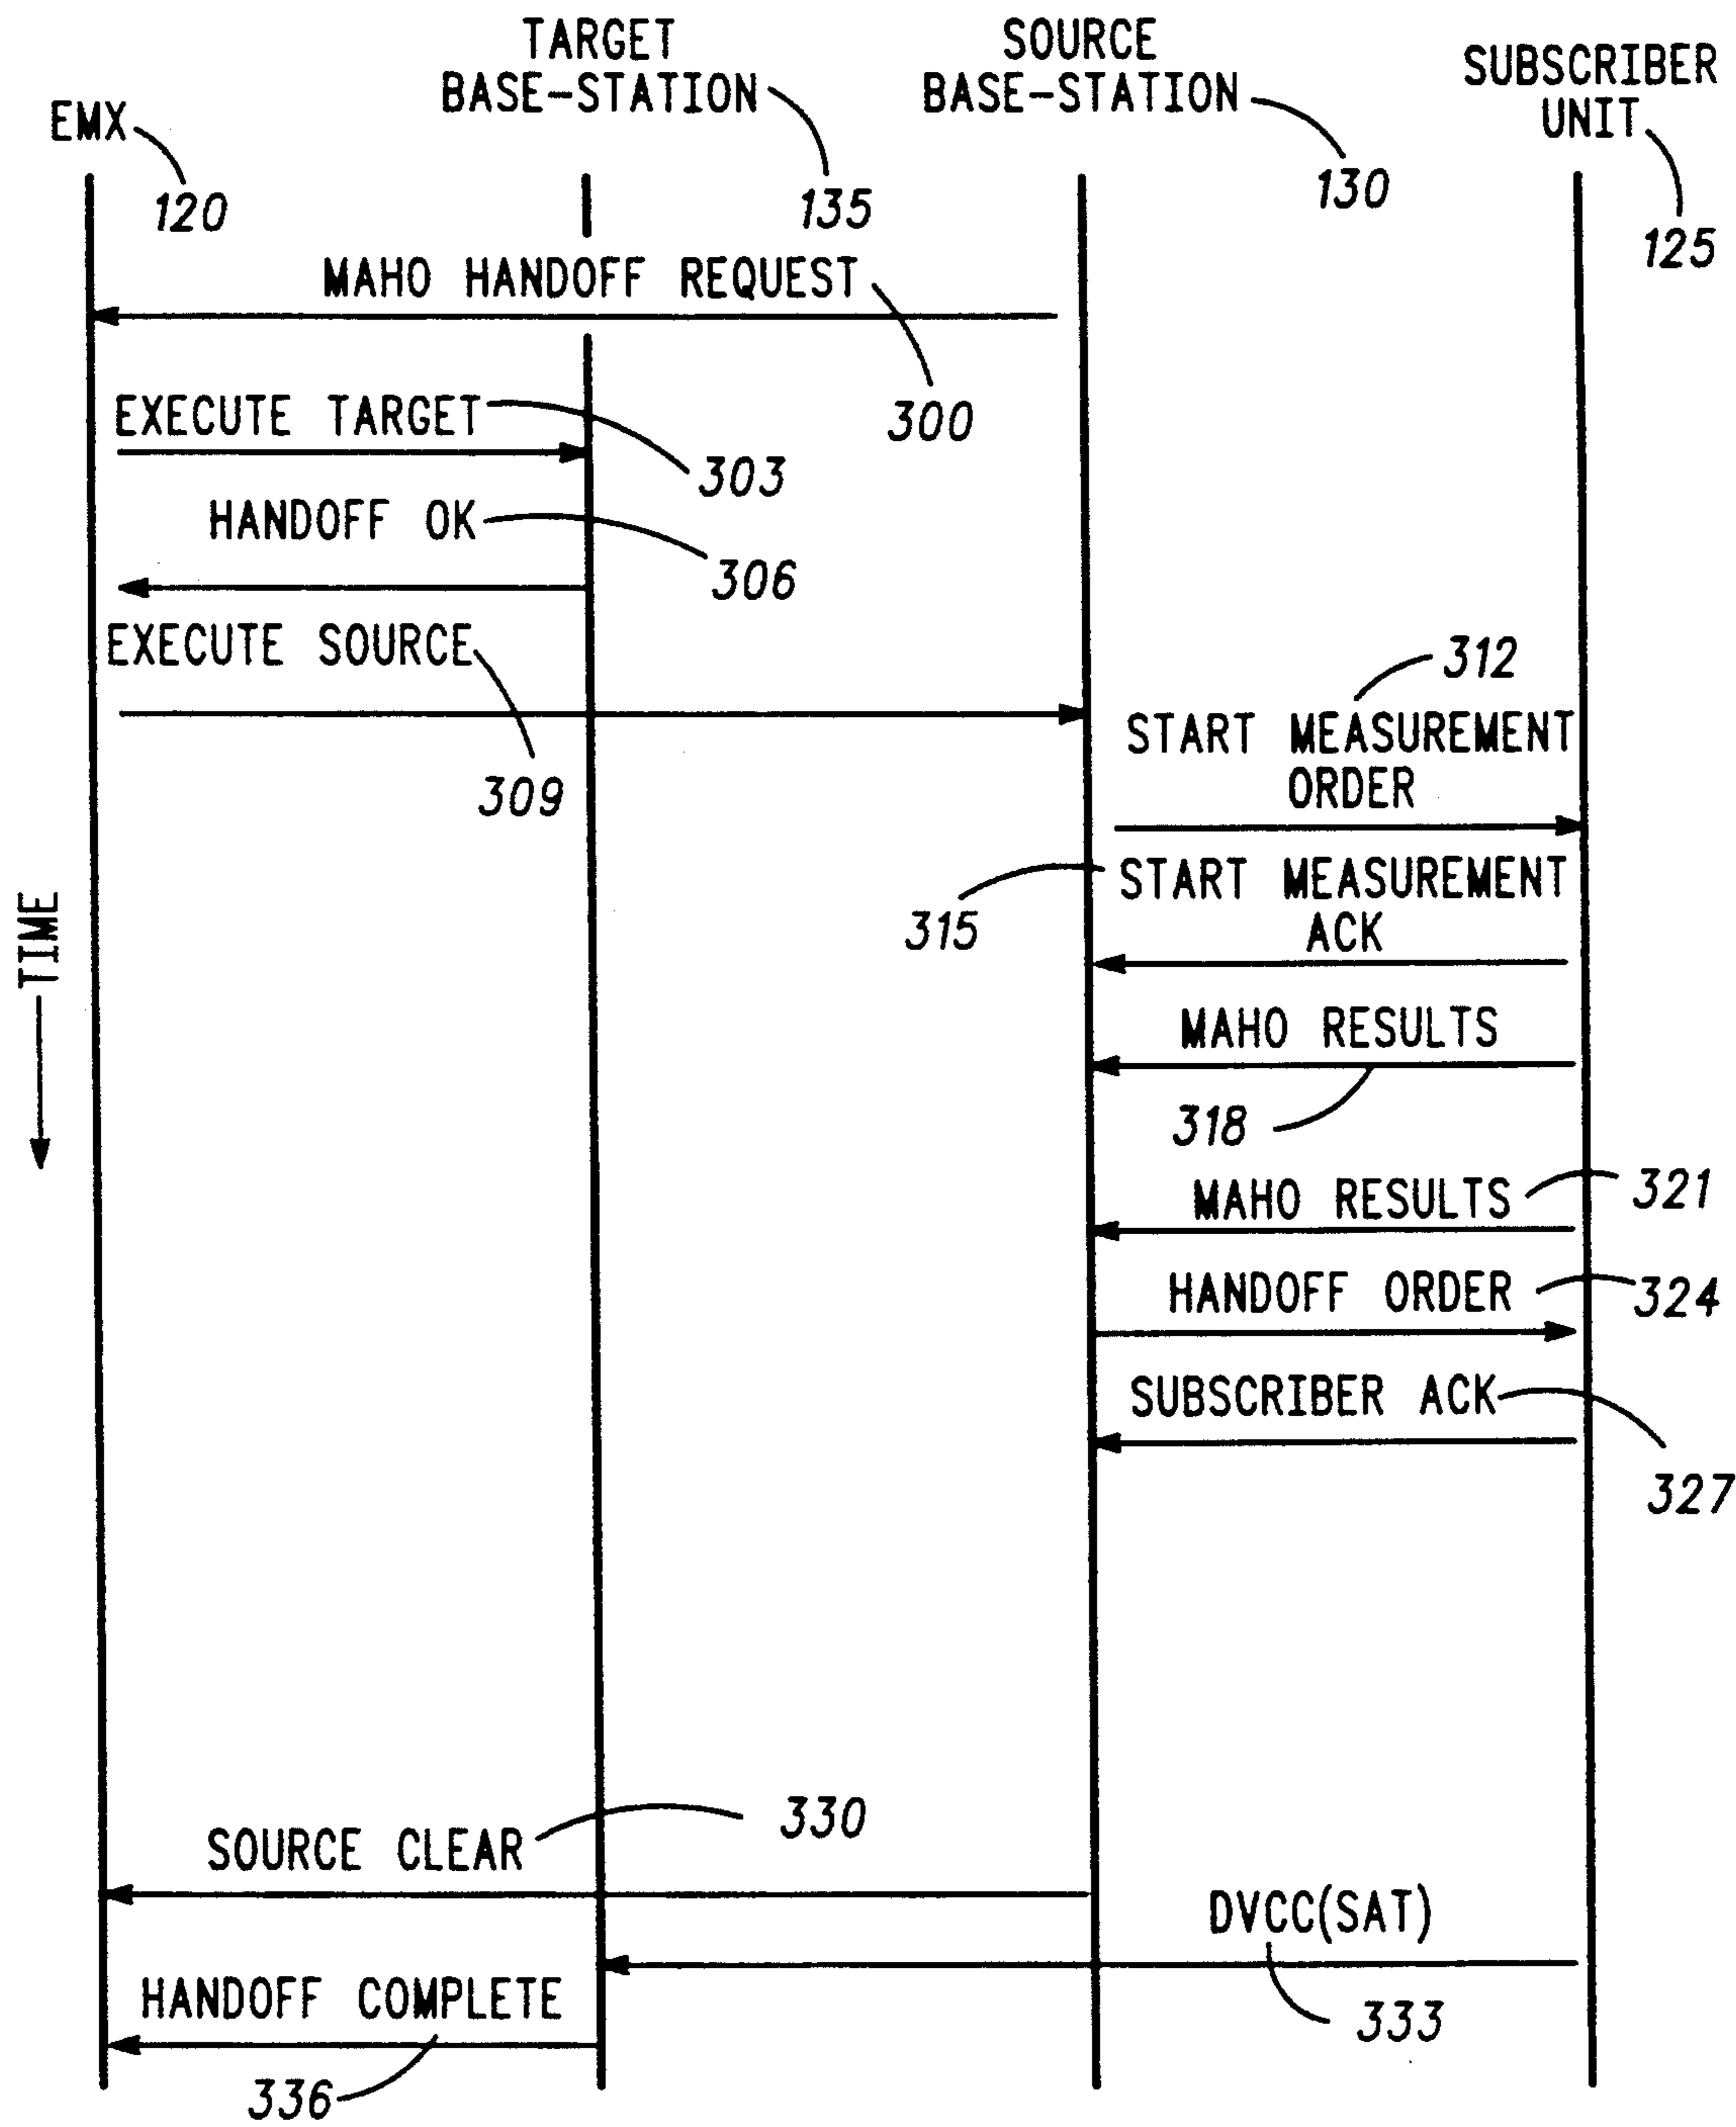 TARGET
BASE-STATION
SOURCE
BASE-STATION
SUBSCRIBER
UNIT
EMX
120
135
130
125
MAHO HANDOFF REQUEST
300
EXECUTE TARGET
303
HANDOFF OK
306
EXECUTE SOURCE
309
312
START MEASUREMENT
ORDER
315
START MEASUREMENT
ACK
TIME
MAHO RESULTS
318
MAHO RESULTS
321
HANDOFF ORDER
324
SUBSCRIBER ACK
327
SOURCE CLEAR
330
DVCC(SAT)
333
HANDOFF COMPLETE
336